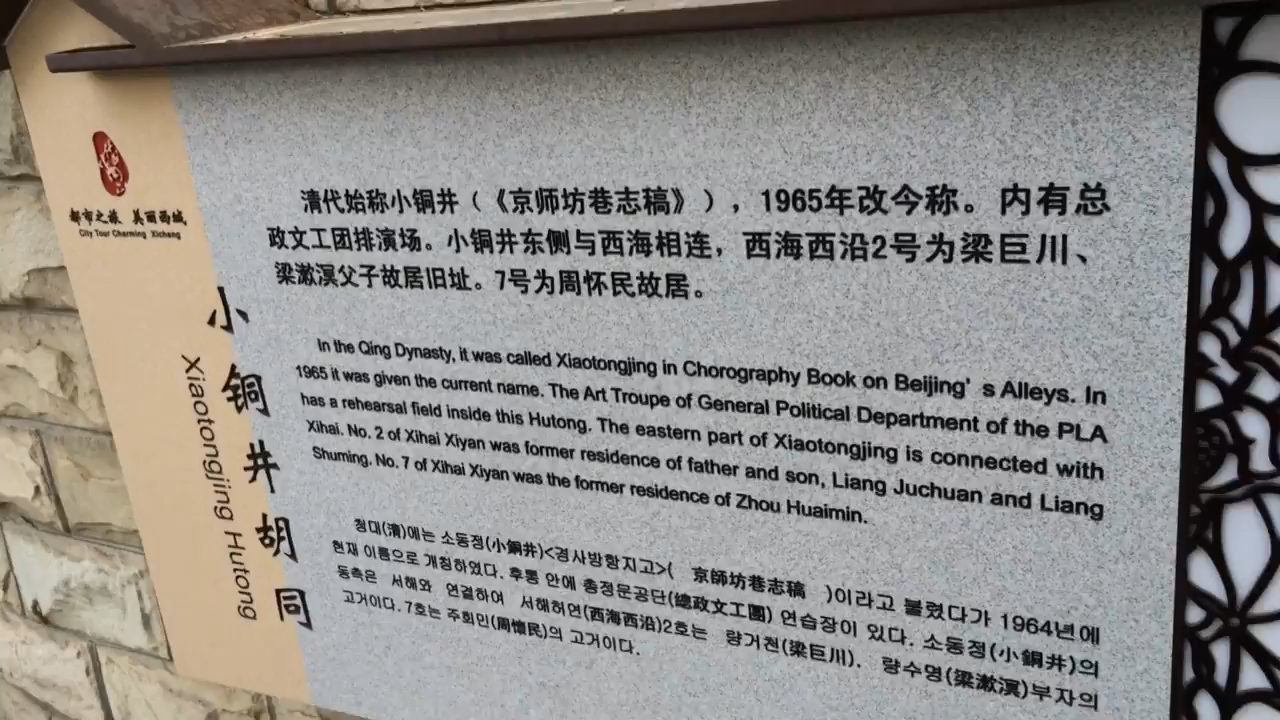 都市之旅 美丽西城
City Tour Charming Xicheng
小铜井胡同
Xiaotongjing Hutong
清代始称小铜井（《京师坊巷志稿》），1965年改今称。内有总
政文工团排演场。小铜井东侧与西海相连，西海西沿2号为梁巨川、
梁漱溟父子故居旧址。7号为周怀民故居。
In the Qing Dynasty, it was called Xiaotongjing in Chorography Book on Beijing' s Alleys. In
1965 it was given the current name. The Art Troupe of General Political Department of the PLA
has a rehearsal field inside this Hutong. The eastern part of Xiaotongjing is connected with
Xihai. No. 2 of Xihai Xiyan was former residence of father and son, Liang Juchuan and Liang
Shuming. No. 7 of Xihai Xiyan was the former residence of Zhou Huaimin.
청대(清)에는 소동정(小銅井)<경사방항지고>( 京師坊巷志稿 )이라고 불렸다가 1964년에
현재 이름으로 개칭하였다. 후통 안에 총정문공단(總政文工團) 연습장이 있다. 소동정(小銅井)의
동측은 서해와 연결하여 서해허연(西海西沿)2호는 량거천(梁巨川). 량수명(梁漱溟)부자의
고거이다. 7호는 주회민(周懷民)의 고거이다.